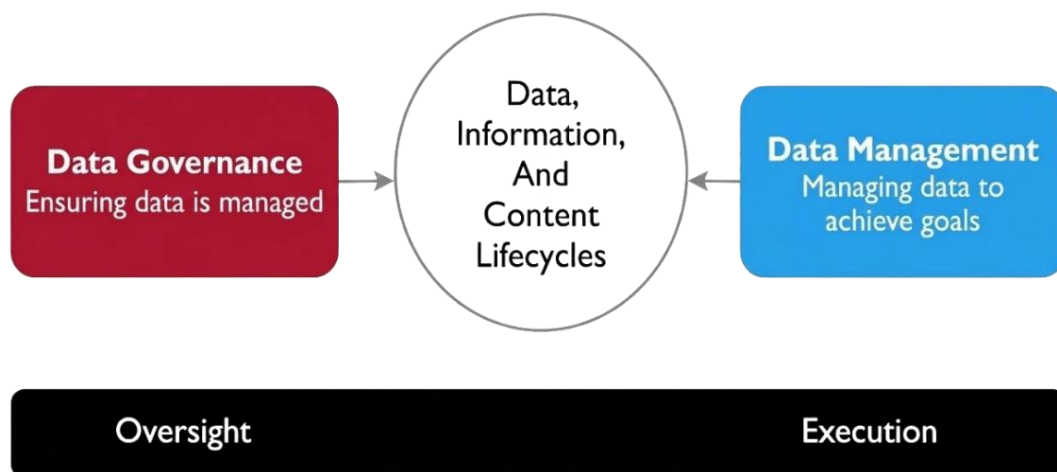 Data Governance
Ensuring data is managed
Data,
Information,
And
Content
Lifecycles
Data Management
Managing data to
achieve goals
Oversight
Execution